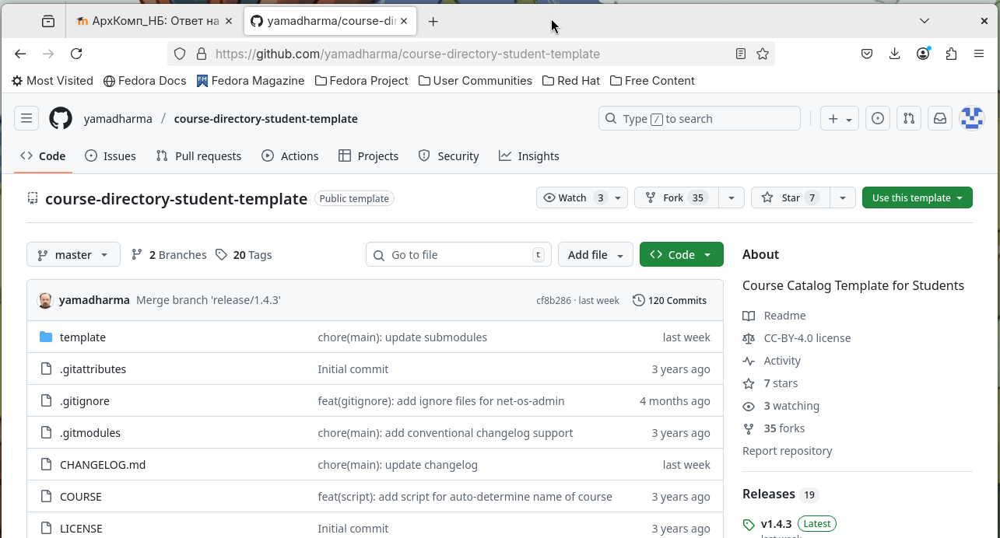 АрхКомп_НБ: Ответ на
yamadharma/course-dir
https://github.com/yamadharma/course-directory-student-template
Most Visited Fedora Docs Fedora Magazine Fedora Project User Communities Red Hat Free Content
yamadharma / course-directory-student-template Type / to search
Code Issues Pull requests Actions Projects Security Insights
course-directory-student-template Public template Watch 3 Fork 35 Star 7 Use this template
master 2 Branches 20 Tags Go to file t Add file Code
yamadharma Merge branch 'release/1.4.3' cf8b286 · last week 120 Commits
template chore(main): update submodules last week
.gitattributes Initial commit 3 years ago
.gitignore feat(gitignore): add ignore files for net-os-admin 4 months ago
.gitmodules chore(main): add conventional changelog support 3 years ago
CHANGELOG.md chore(main): update changelog last week
COURSE feat(script): add script for auto-determine name of course 3 years ago
LICENSE Initial commit 3 years ago
About
Course Catalog Template for Students
Readme
CC-BY-4.0 license
Activity
7 stars
3 watching
35 forks
Report repository
Releases 19
v1.4.3 Latest
last week